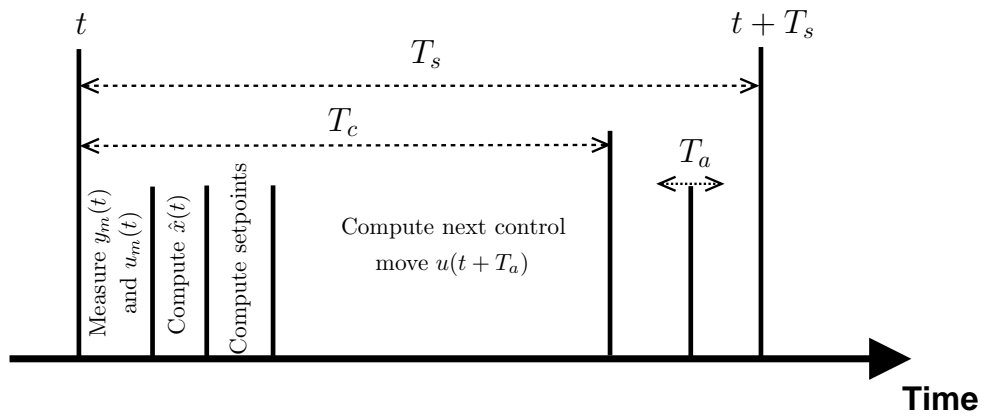 t
t + T_s
T_s
T_c
T_a
Measure y_m(t)
and u_m(t)
Compute x̂(t)
Compute setpoints
Compute next control
move u(t + T_a)
Time